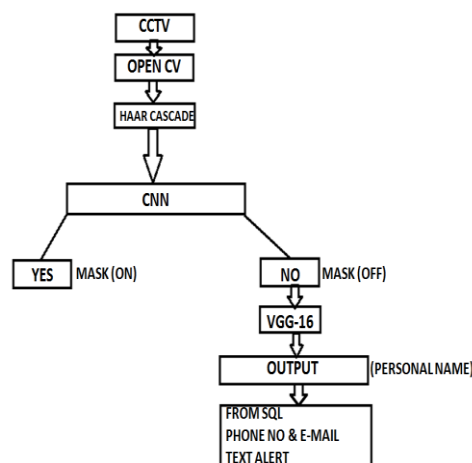 CCTV
OPEN CV
HAAR CASCADE
CNN
YES
MASK (ON)
NO
MASK (OFF)
VGG-16
OUTPUT
(PERSONAL NAME)
FROM SQL
PHONE NO & E-MAIL
TEXT ALERT